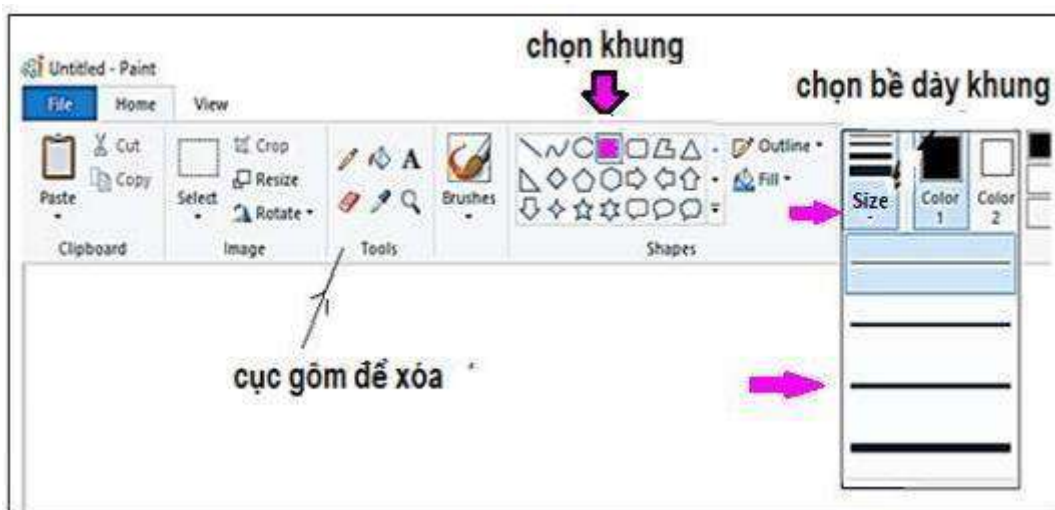 chọn khung
Untitled - Paint
chọn bề dày khung
File Home View
Cut
Copy
Paste
Clipboard
Crop
Resize
Rotate
Select
Image
A
Tools
Brushes
Outline
Fill
Shapes
Size
Color 1
Color 2
cục gôm để xóa